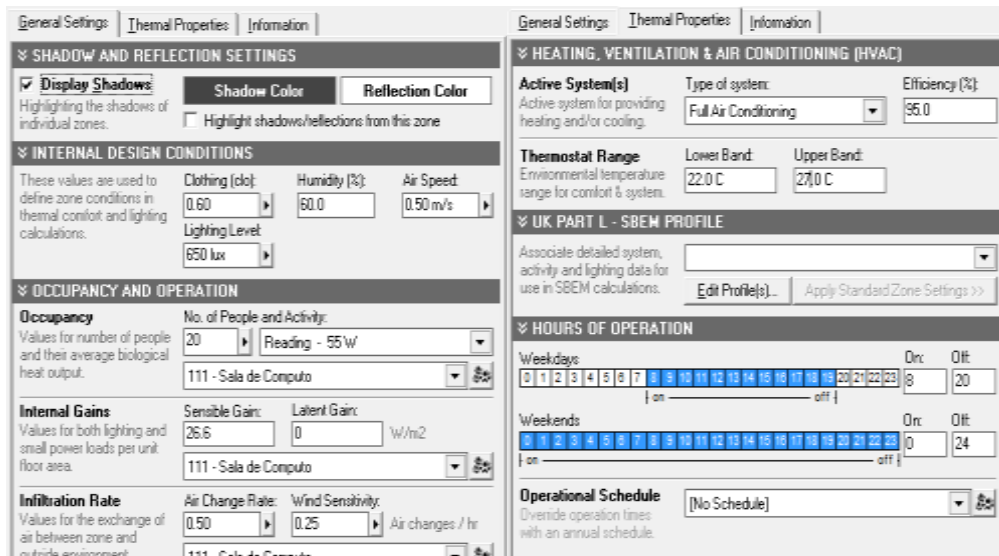 General Settings Thermal Properties Information
¥ SHADOW AND REFLECTION SETTINGS
Display Shadows
Highlighting the shadows of
individual zones.
Shadow Color Reflection Color
Highlight shadows/reflections from this zone
¥ INTERNAL DESIGN CONDITIONS
These values are used to
define zone conditions in
thermal comfort and lighting
calculations.
Clothing (clo): Humidity (%): Air Speed:
0.60 60.0 0.50 m/s
Lighting Level:
650 lux
¥ OCCUPANCY AND OPERATION
Occupancy
Values for number of people
and their average biological
heat output.
No. of People and Activity:
20 Reading - 55 W
111 - Sala de Computo
Internal Gains
Values for both lighting and
small power loads per unit
floor area.
Sensible Gain: Latent Gain:
26.6 0 W/m2
111 - Sala de Computo
Infiltration Rate
Values for the exchange of
air between zone and
outside environment.
Air Change Rate: Wind Sensitivity:
0.50 0.25 Air changes / hr
111 - Sala de Computo
General Settings Thermal Properties Information
¥ HEATING, VENTILATION & AIR CONDITIONING (HVAC)
Active System(s)
Active system for providing
heating and/or cooling.
Type of system: Efficiency (%):
Full Air Conditioning 95.0
Thermostat Range
Environmental temperature
range for comfort & system.
Lower Band: Upper Band:
22.0 C 27.0 C
¥ UK PART L - SBEM PROFILE
Associate detailed system,
activity and lighting data for
use in SBEM calculations.
Edit Profile(s)... Apply Standard Zone Settings >>
¥ HOURS OF OPERATION
Weekdays On: Off:
0 1 2 3 4 5 6 7 8 9 10 11 12 13 14 15 16 17 18 19 20 21 22 23 8 20
on off
Weekends On: Off:
0 1 2 3 4 5 6 7 8 9 10 11 12 13 14 15 16 17 18 19 20 21 22 23 0 24
on off
Operational Schedule
Override operation times
with an annual schedule.
[No Schedule]